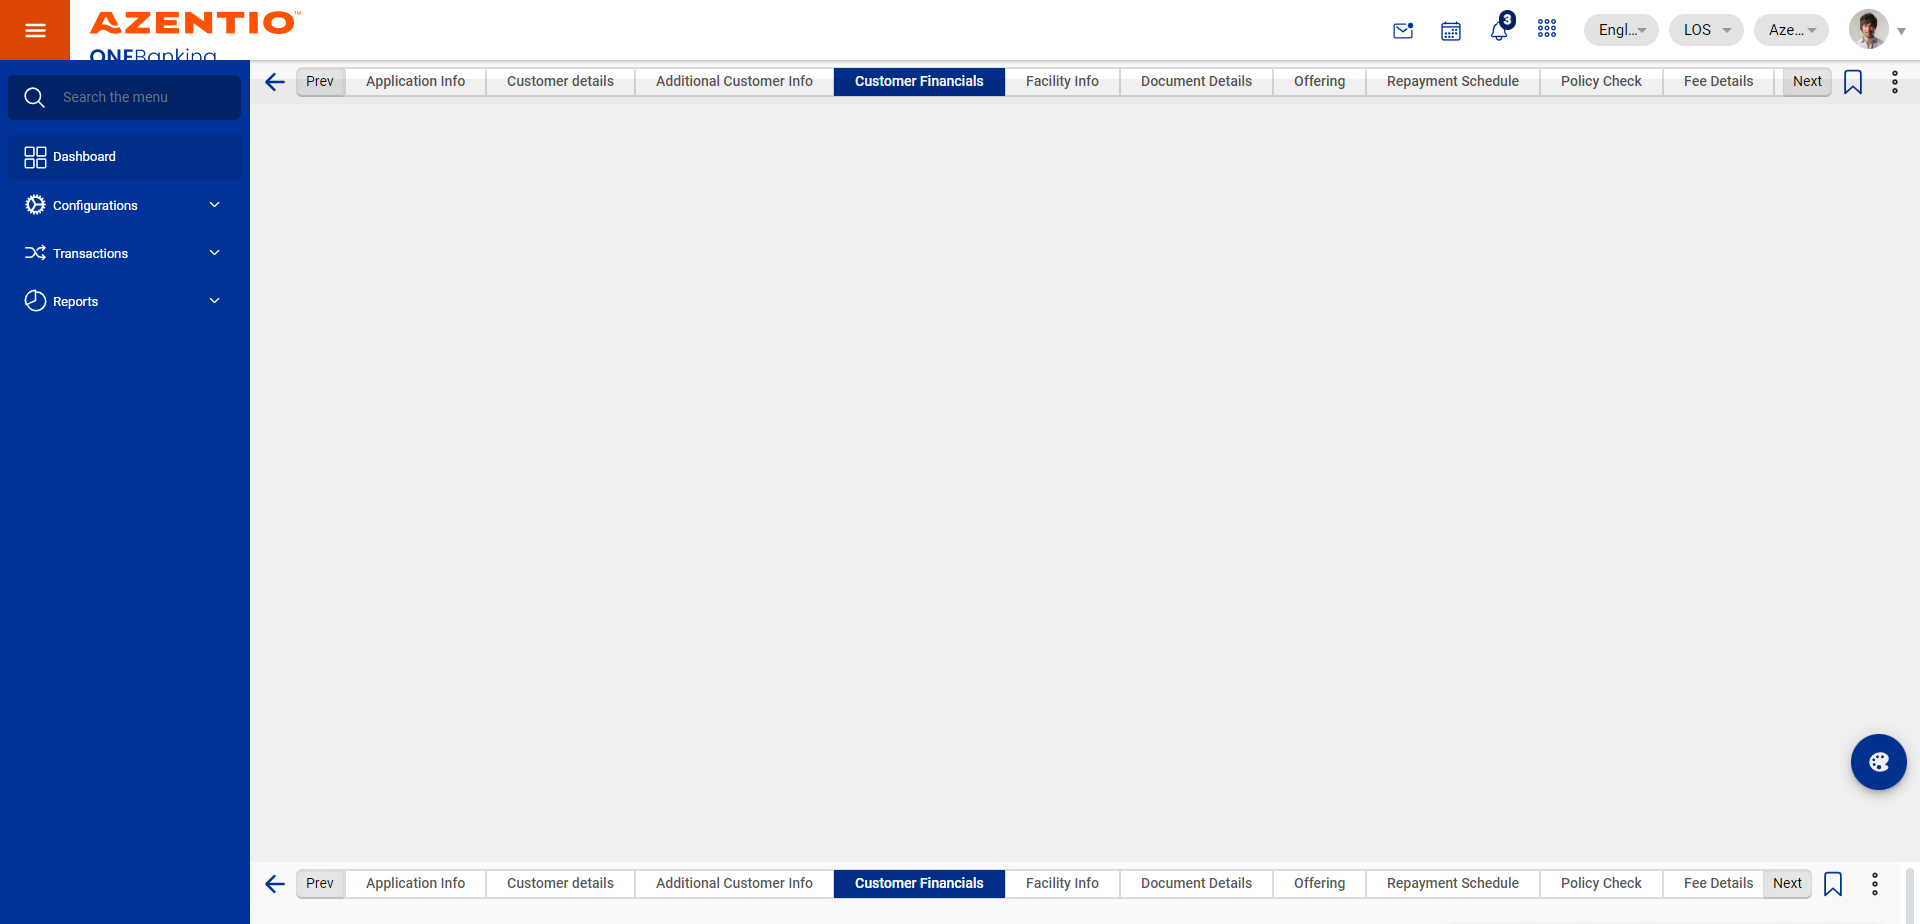 AZENTIO™
ONEBanking
3
Engl...
LOS
Aze...
Search the menu
Dashboard
Configurations
Transactions
Reports
Prev Application Info Customer details Additional Customer Info Customer Financials Facility Info Document Details Offering Repayment Schedule Policy Check Fee Details Next
Prev Application Info Customer details Additional Customer Info Customer Financials Facility Info Document Details Offering Repayment Schedule Policy Check Fee Details Next